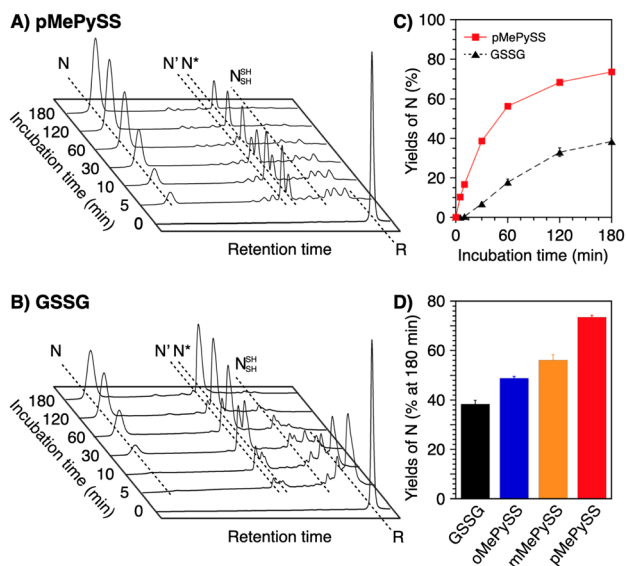 A) pMePySS
N
N' N*
N SH SH
180
120
60
30
10
5
0
Incubation time (min)
Retention time
R
B) GSSG
N
N' N*
N SH SH
180
120
60
30
10
5
0
Incubation time (min)
Retention time
R
C)
100
80
60
40
20
0
Yields of N (%)
pMePySS
GSSG
0 60 120 180
Incubation time (min)
D)
80
60
40
20
0
Yields of N (% at 180 min)
GSSG
oMePySS
mMePySS
pMePySS